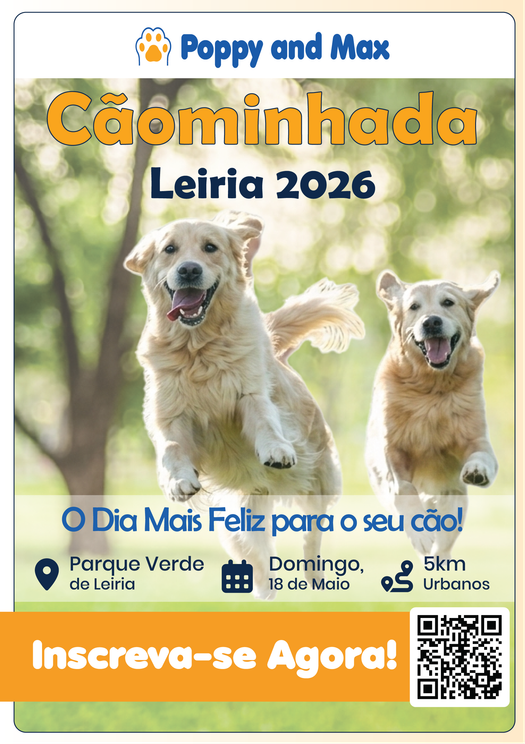 Poppy and Max
Cãominhada
Leiria 2026
O Dia Mais Feliz para o seu cão!
Parque Verde
de Leiria
Domingo,
18 de Maio
5km
Urbanos
Inscreva-se Agora!